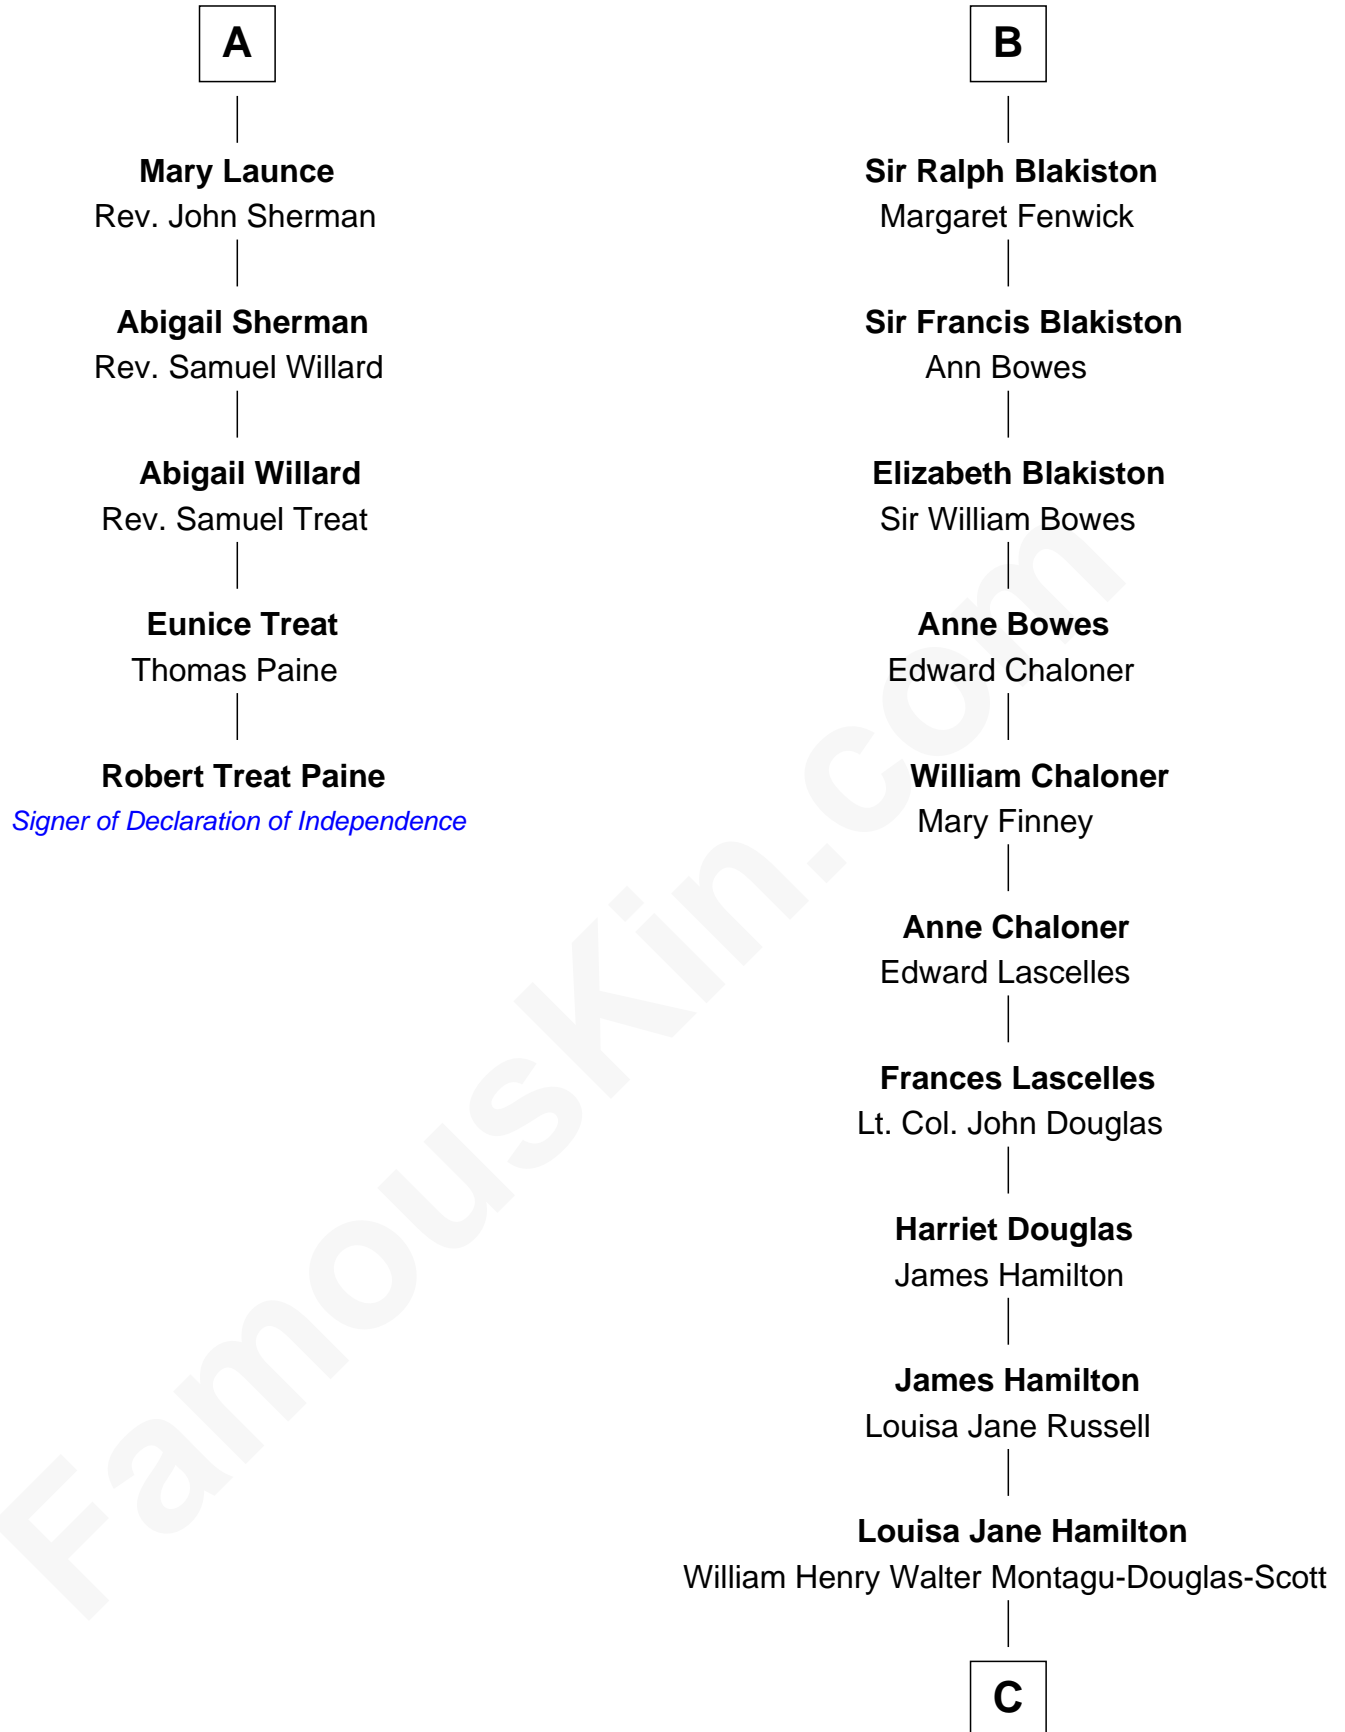 A
Mary Launce
Rev. John Sherman
Abigail Sherman
Rev. Samuel Willard
Abigail Willard
Rev. Samuel Treat
Eunice Treat
Thomas Paine
Robert Treat Paine
Signer of Declaration of Independence
B
Sir Ralph Blakiston
Margaret Fenwick
Sir Francis Blakiston
Ann Bowes
Elizabeth Blakiston
Sir William Bowes
Anne Bowes
Edward Chaloner
William Chaloner
Mary Finney
Anne Chaloner
Edward Lascelles
Frances Lascelles
Lt. Col. John Douglas
Harriet Douglas
James Hamilton
James Hamilton
Louisa Jane Russell
Louisa Jane Hamilton
William Henry Walter Montagu-Douglas-Scott
C
FamousKin.com